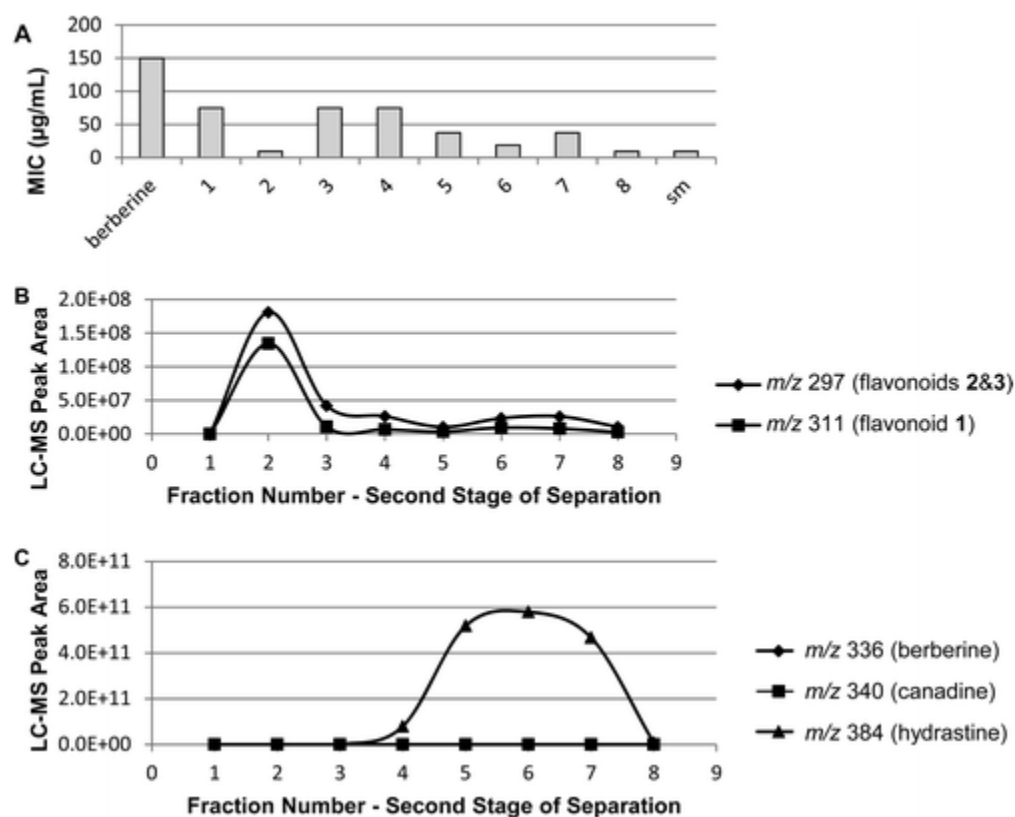 A
MIC (µg/mL)
200
150
100
50
0
berberine 1 2 3 4 5 6 7 8 sm
B
LC-MS Peak Area
2.0E+08
1.5E+08
1.0E+08
5.0E+07
0.0E+00
0 1 2 3 4 5 6 7 8 9
Fraction Number - Second Stage of Separation
m/z 297 (flavonoids 2&3)
m/z 311 (flavonoid 1)
C
LC-MS Peak Area
8.0E+11
6.0E+11
4.0E+11
2.0E+11
0.0E+00
0 1 2 3 4 5 6 7 8 9
Fraction Number - Second Stage of Separation
m/z 336 (berberine)
m/z 340 (canadine)
m/z 384 (hydrastine)